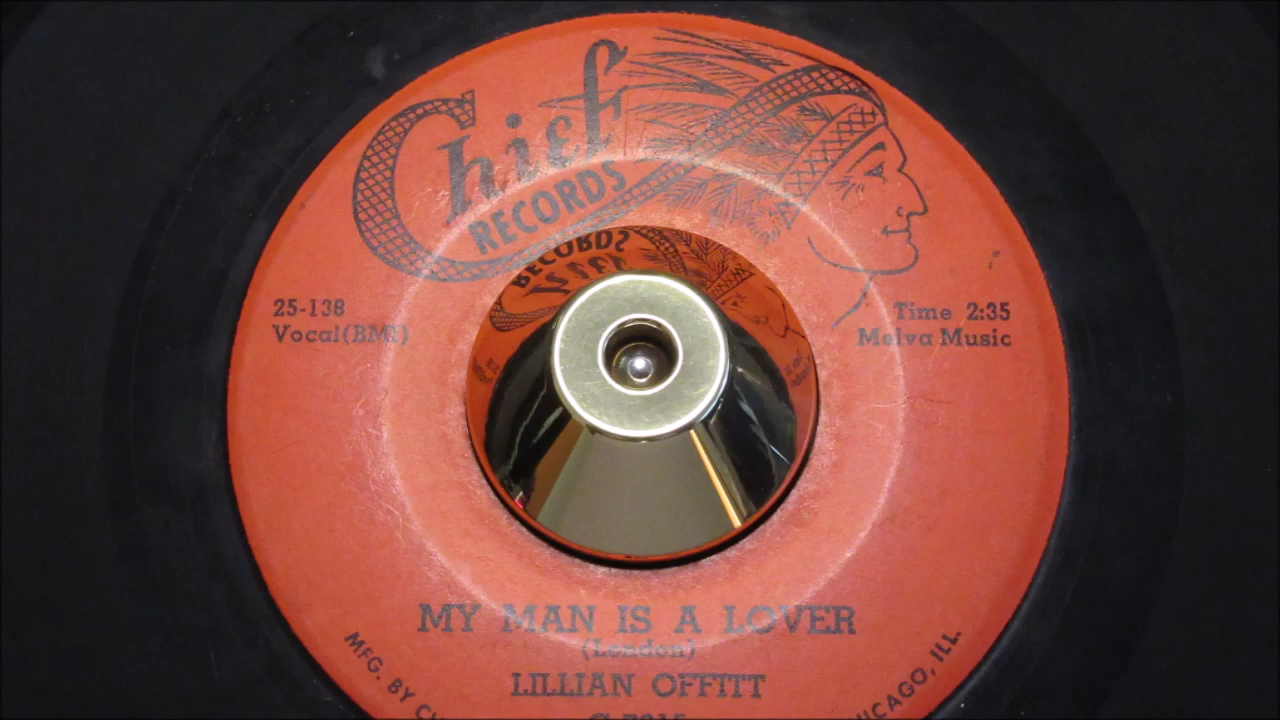 Chief
RECORDS
25-138
Vocal(BMI)
Time 2:35
Melva Music
MY MAN IS A LOVER
(London)
LILLIAN OFFITT
MFG. BY
CHICAGO, ILL.